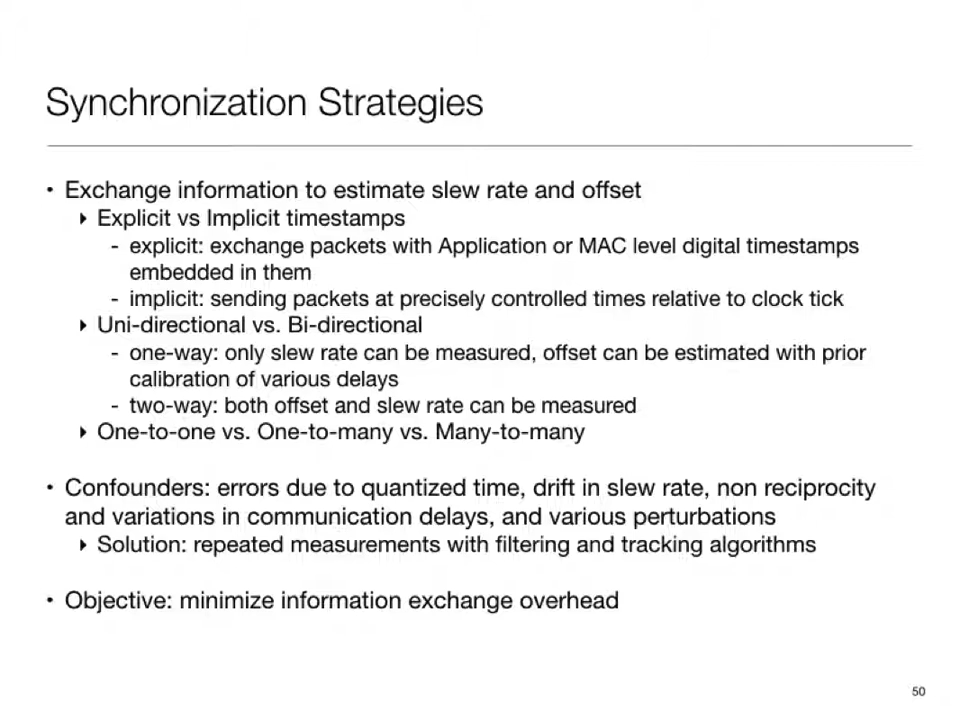 Synchronization Strategies
• Exchange information to estimate slew rate and offset
‣ Explicit vs Implicit timestamps
- explicit: exchange packets with Application or MAC level digital timestamps
embedded in them
- implicit: sending packets at precisely controlled times relative to clock tick
‣ Uni-directional vs. Bi-directional
- one-way: only slew rate can be measured, offset can be estimated with prior
calibration of various delays
- two-way: both offset and slew rate can be measured
‣ One-to-one vs. One-to-many vs. Many-to-many
• Confounders: errors due to quantized time, drift in slew rate, non reciprocity
and variations in communication delays, and various perturbations
‣ Solution: repeated measurements with filtering and tracking algorithms
• Objective: minimize information exchange overhead
50